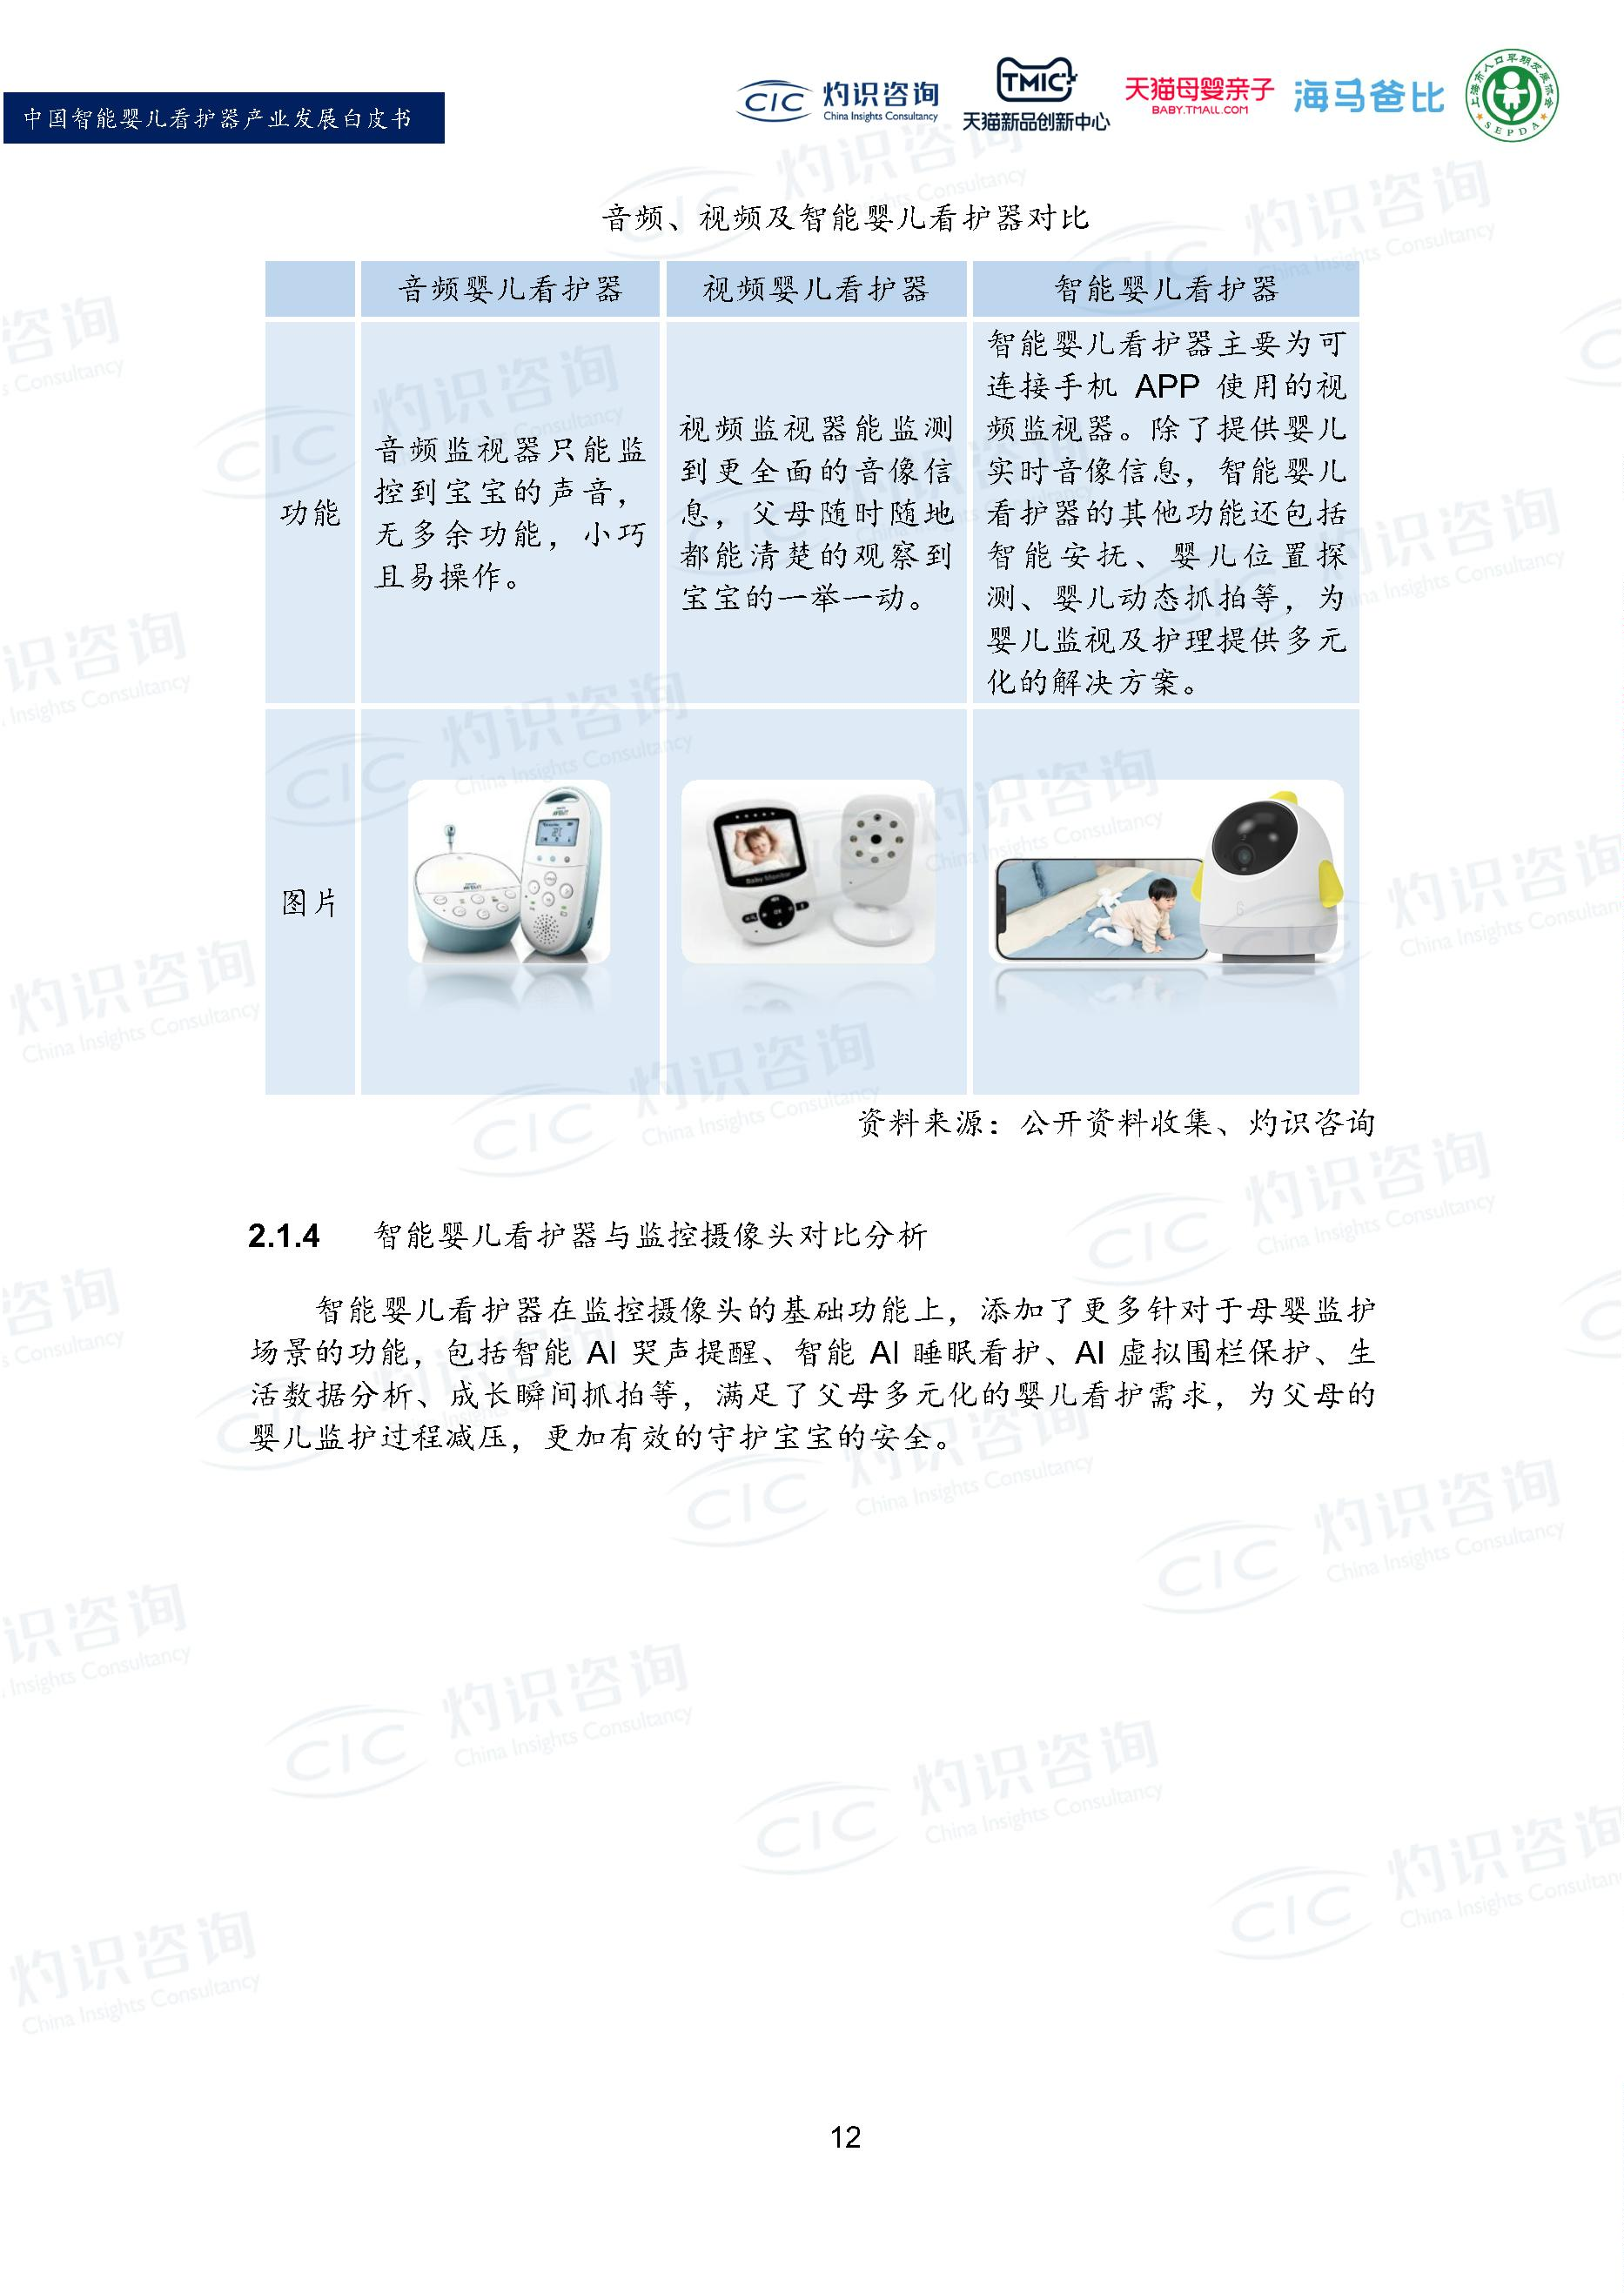 中国智能婴儿看护器产业发展白皮书
CIC 灼识咨询
China Insights Consultancy
TMIC
天猫新品创新中心
天猫母婴亲子
BABY.TMALL.COM
海马爸比
上海市人口早期发展协会
SEPDA
音频、视频及智能婴儿看护器对比
音频婴儿看护器 视频婴儿看护器 智能婴儿看护器
功能
音频监视器只能监
控到宝宝的声音，
无多余功能，小巧
且易操作。
视频监视器能监测
到更全面的音像信
息，父母随时随地
都能清楚的观察到
宝宝的一举一动。
智能婴儿看护器主要为可
连接手机 APP 使用的视
频监视器。除了提供婴儿
实时音像信息，智能婴儿
看护器的其他功能还包括
智能安抚、婴儿位置探
测、婴儿动态抓拍等，为
婴儿监视及护理提供多元
化的解决方案。
图片
Baby Monitor
资料来源：公开资料收集、灼识咨询
2.1.4 智能婴儿看护器与监控摄像头对比分析
智能婴儿看护器在监控摄像头的基础功能上，添加了更多针对于母婴监护
场景的功能，包括智能 AI 哭声提醒、智能 AI 睡眠看护、AI 虚拟围栏保护、生
活数据分析、成长瞬间抓拍等，满足了父母多元化的婴儿看护需求，为父母的
婴儿监护过程减压，更加有效的守护宝宝的安全。
12